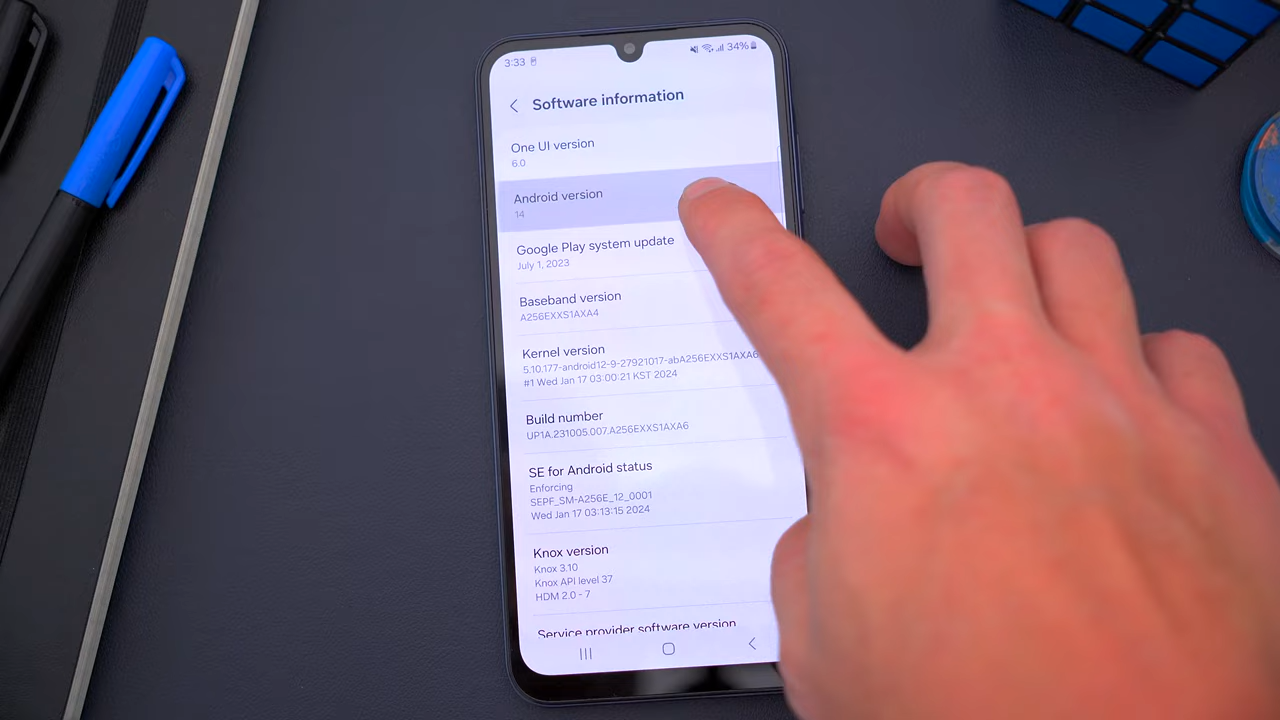 3:33 34%
Software information
One UI version
6.0
Android version
14
Google Play system update
July 1, 2023
Baseband version
A256EXXS1AXA4
Kernel version
5.10.177-android12-9-27921017-abA256EXXS1AXA6
#1 Wed Jan 17 03:00:21 KST 2024
Build number
UP1A.231005.007.A256EXXS1AXA6
SE for Android status
Enforcing
SEPF_SM-A256E_12_0001
Wed Jan 17 03:13:15 2024
Knox version
Knox 3.10
Knox API level 37
HDM 2.0 - 7
Service provider software version